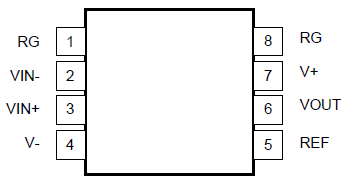 RG 1 8 RG
VIN- 2 7 V+
VIN+ 3 6 VOUT
V- 4 5 REF